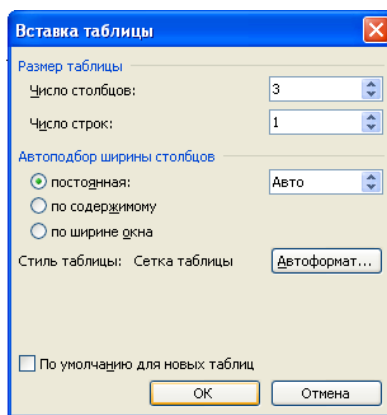 Вставка таблицы
Размер таблицы
Число столбцов: 3
Число строк: 1
Автоподбор ширины столбцов
постоянная: Авто
по содержимому
по ширине окна
Стиль таблицы: Сетка таблицы Автоформат...
По умолчанию для новых таблиц
ОК Отмена